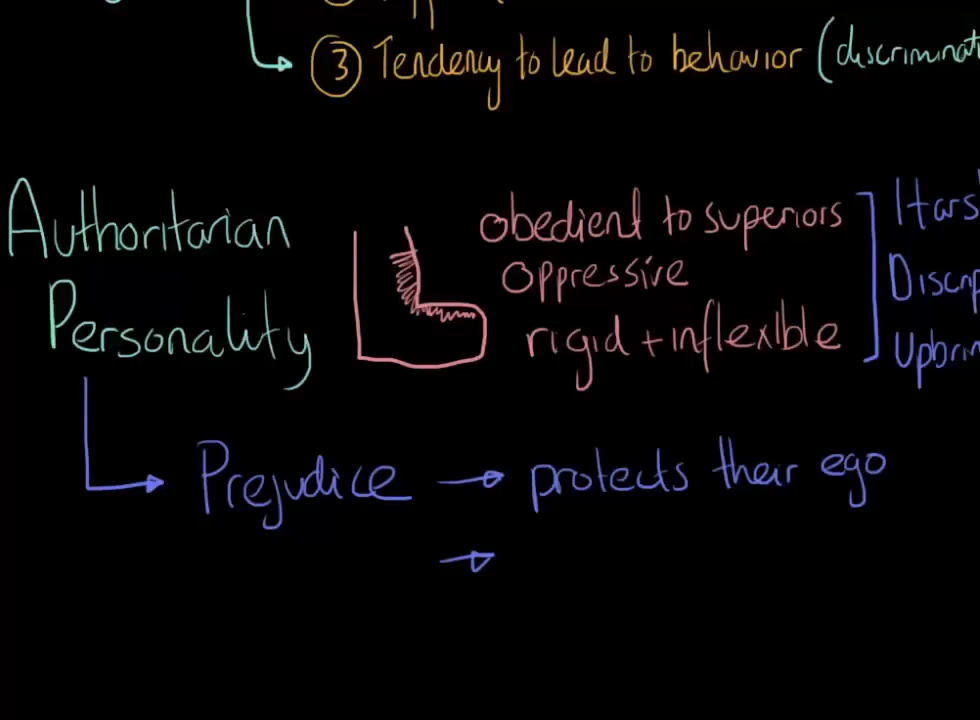 ③ Tendency to lead to behavior (discriminat
Authoritarian
Personality
obedient to superiors
Oppressive
rigid + inflexible
Hars
Discip
Upbrin
Prejudice → protects their ego
→